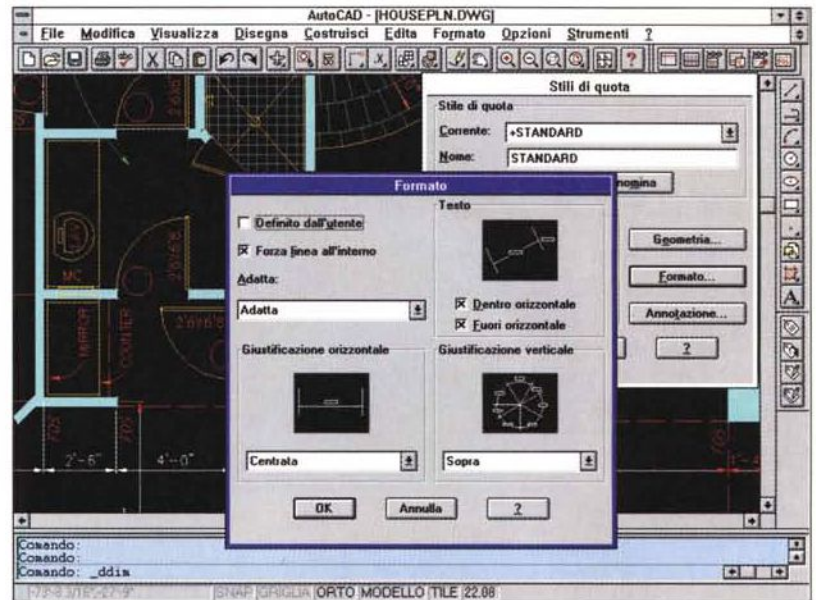 AutoCAD - [HOUSEPLN.DWG]
File Modifica Visualizza Disegna Costruisci Edita Formato Opzioni Strumenti ?
Stili di quota
Stile di quota
Corrente: +STANDARD
Nome: STANDARD
Geometria...
Formato...
Annotazione...
?
Formato
Definito dall'utente
Forza linea all'interno
Adatta:
Adatta
Testo
Dentro orizzontale
Fuori orizzontale
Giustificazione orizzontale
Centrata
Giustificazione verticale
Sopra
OK Annulla ?
WC
MIRROR
COUNTER
2'-6" 4'-0"
Comando:
Comando:
Comando: _ddim
SNAP GRIGLIA ORTO MODELLO TILE 22.08